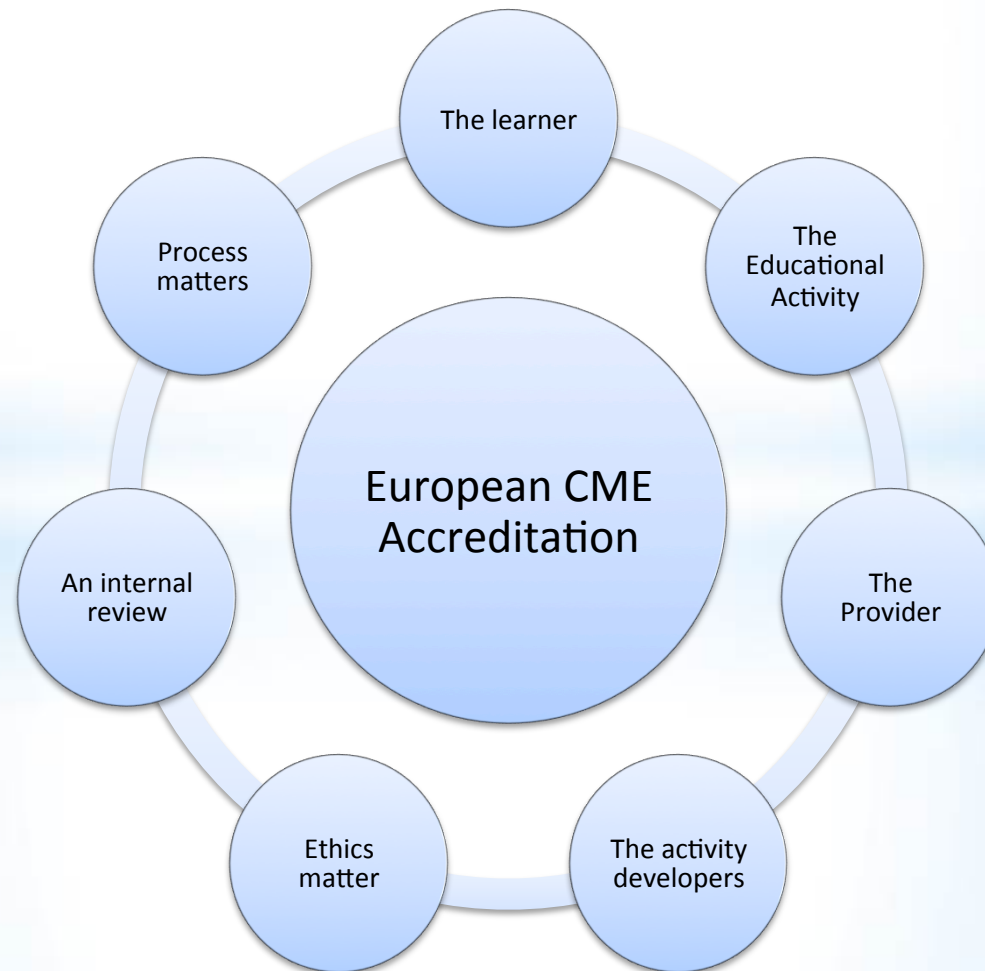 The learner
The
Educational
Activity
The
Provider
The activity
developers
Ethics
matter
An internal
review
Process
matters
European CME
Accreditation